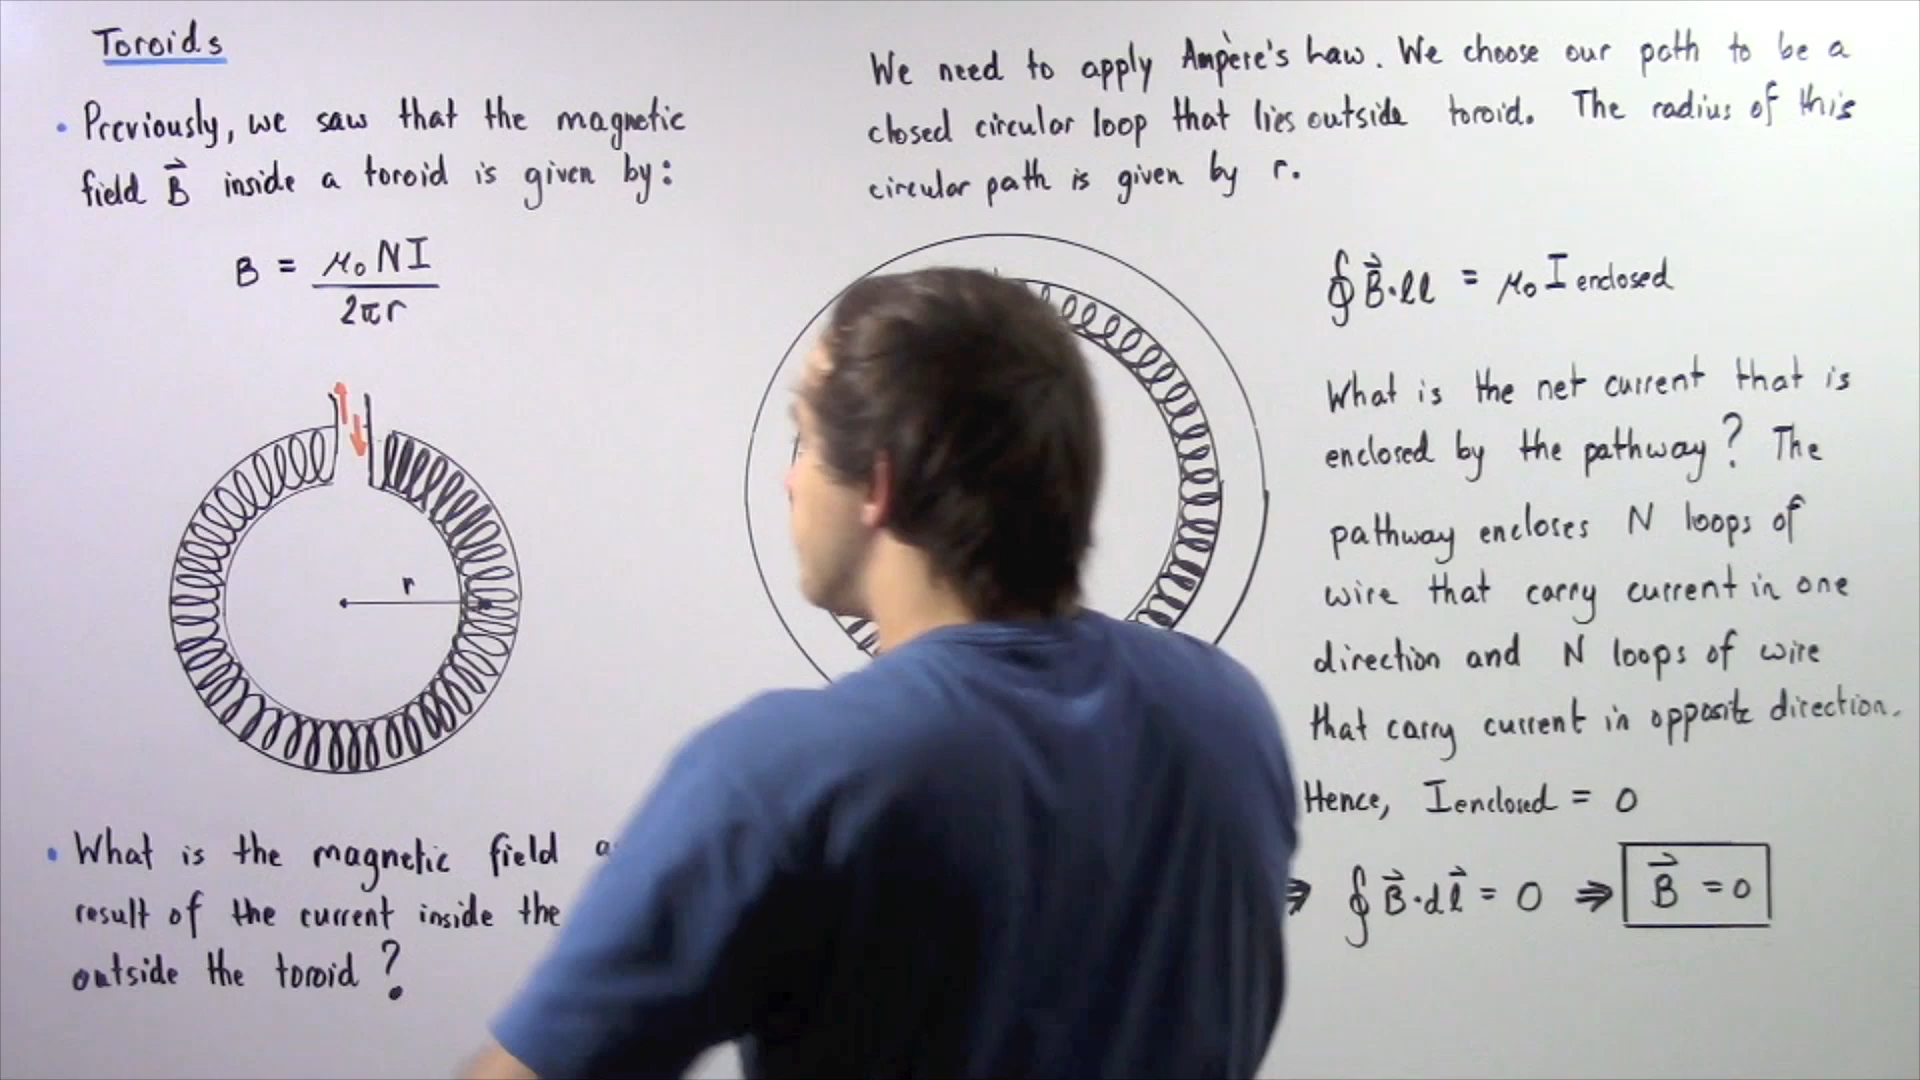 Toroids
• Previously, we saw that the magnetic
field B⃗ inside a toroid is given by:
B = μ₀NI / 2πr
r
• What is the magnetic field
result of the current inside the
outside the toroid?
We need to apply Ampère's Law. We choose our path to be a
closed circular loop that lies outside toroid. The radius of this
circular path is given by r.
∮ B⃗·dl = μ₀ I enclosed
What is the net current that is
enclosed by the pathway? The
pathway encloses N loops of
wire that carry current in one
direction and N loops of wire
that carry current in opposite direction.
Hence, I enclosed = 0
⇒ ∮ B⃗·dl⃗ = 0 ⇒ B⃗ = 0